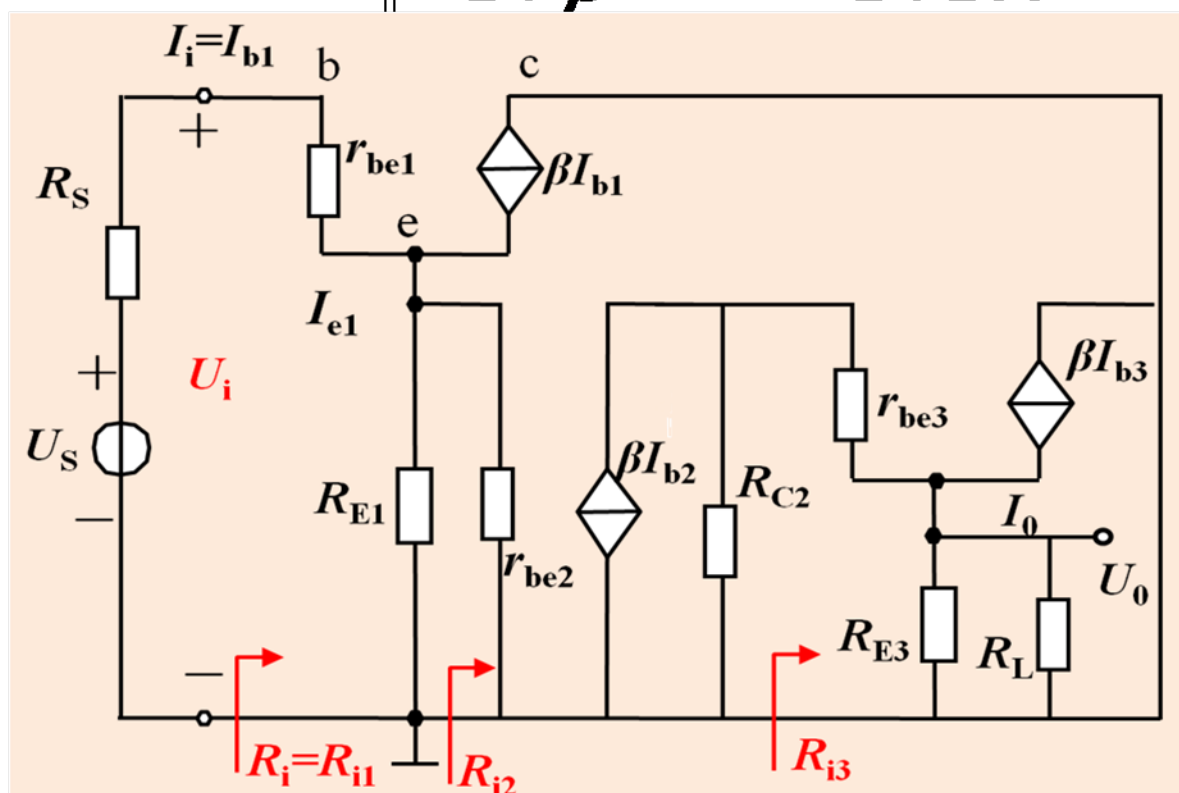 Ii=Ib1
b
c
+
rbe1
RS
βIb1
e
Ie1
+
Ui
βIb3
rbe3
US
βIb2
RC2
−
RE1
I0
rbe2
U0
RE3
RL
−
Ri=Ri1
Ri2
Ri3